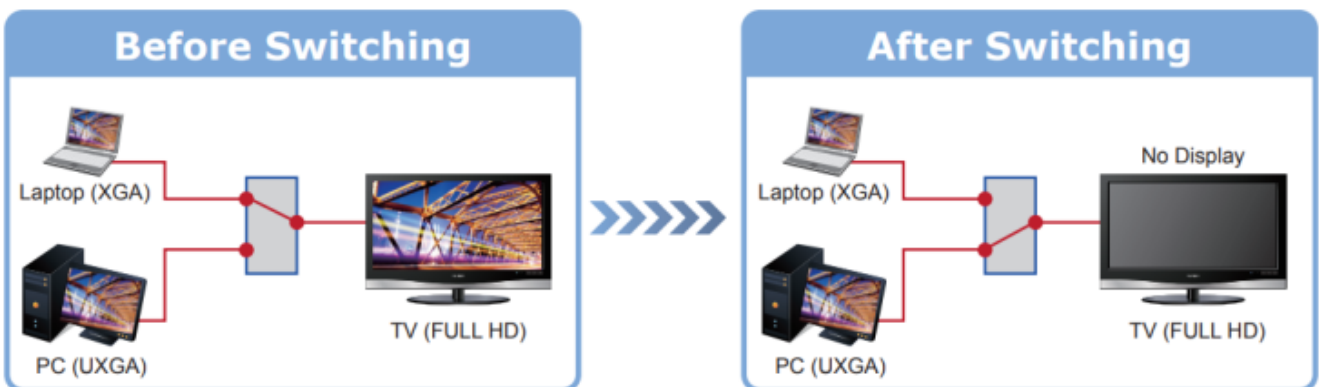 Before Switching
Laptop (XGA)
PC (UXGA)
TV (FULL HD)
After Switching
Laptop (XGA)
PC (UXGA)
No Display
TV (FULL HD)